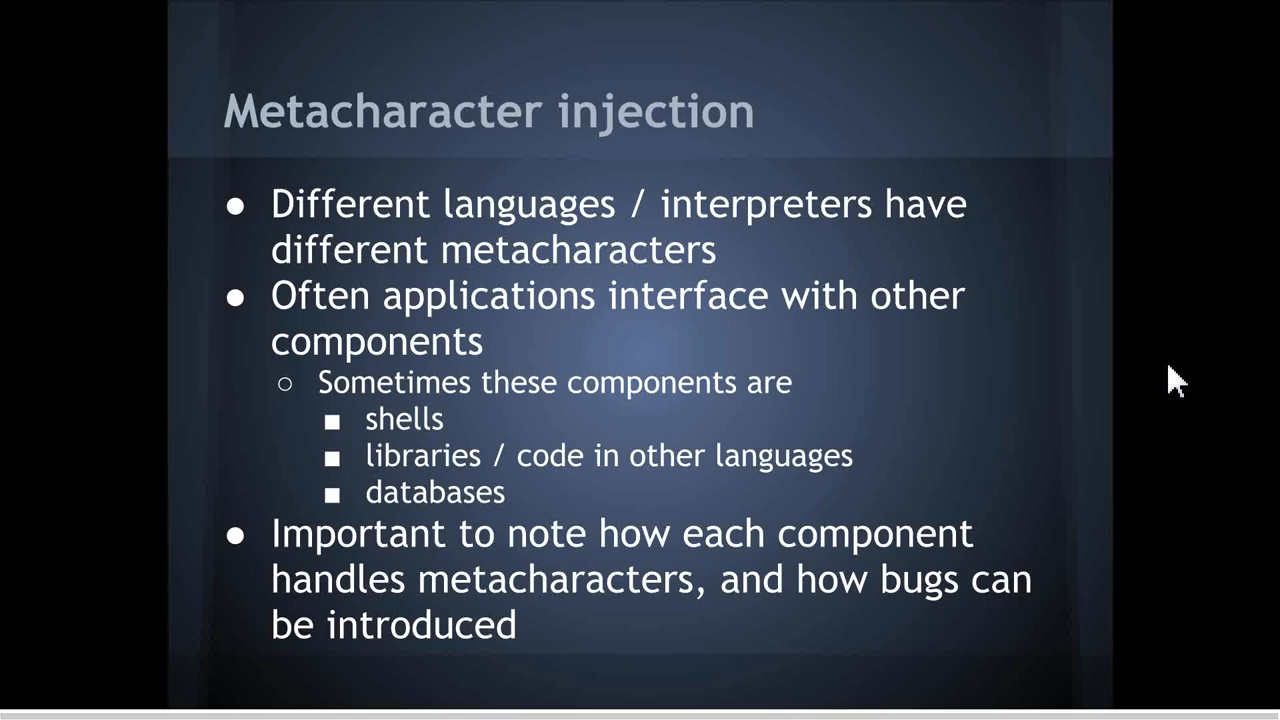 Metacharacter injection
● Different languages / interpreters have
different metacharacters
● Often applications interface with other
components
○ Sometimes these components are
■ shells
■ libraries / code in other languages
■ databases
● Important to note how each component
handles metacharacters, and how bugs can
be introduced